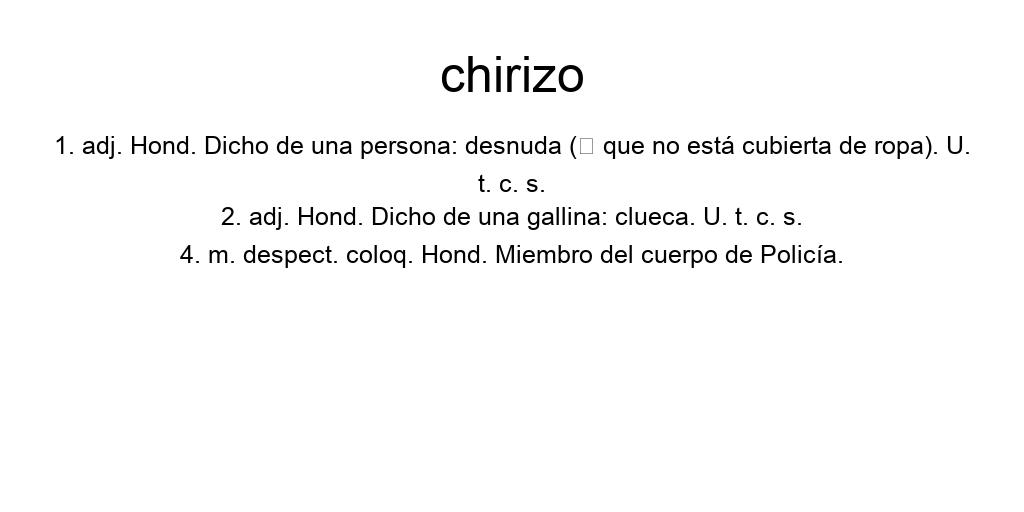 chirizo
1. adj. Hond. Dicho de una persona: desnuda (▯ que no está cubierta de ropa). U.
t. c. s.
2. adj. Hond. Dicho de una gallina: clueca. U. t. c. s.
4. m. despect. coloq. Hond. Miembro del cuerpo de Policía.